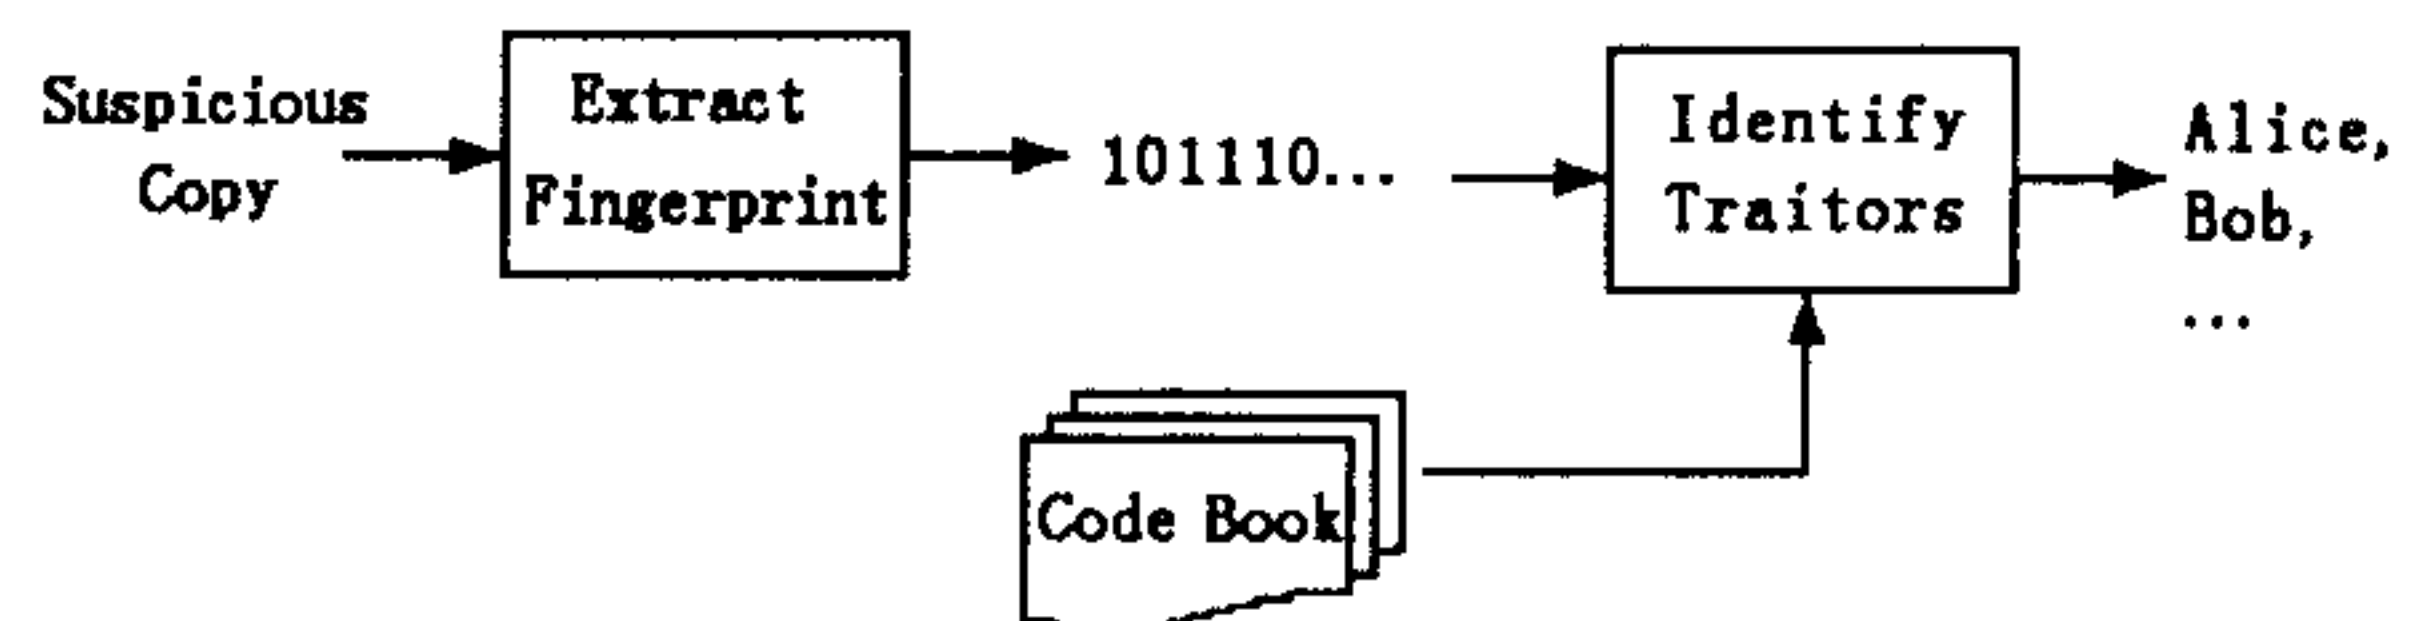 Suspicious
Copy
Extract
Fingerprint
101110...
Identify
Traitors
Alice,
Bob,
...
Code Book